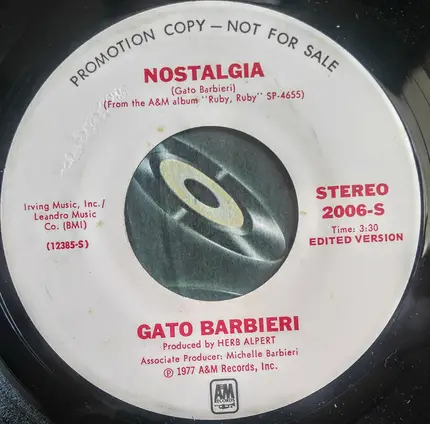 PROMOTION COPY — NOT FOR SALE
NOSTALGIA
(Gato Barbieri)
(From the A&M album "Ruby, Ruby" SP-4655)
Irving Music, Inc./
Leandro Music
Co. (BMI)
(12385-S)
STEREO
2006-S
Time: 3:30
EDITED VERSION
GATO BARBIERI
Produced by HERB ALPERT
Associate Producer: Michelle Barbieri
℗ 1977 A&M Records, Inc.
A&M
RECORDS